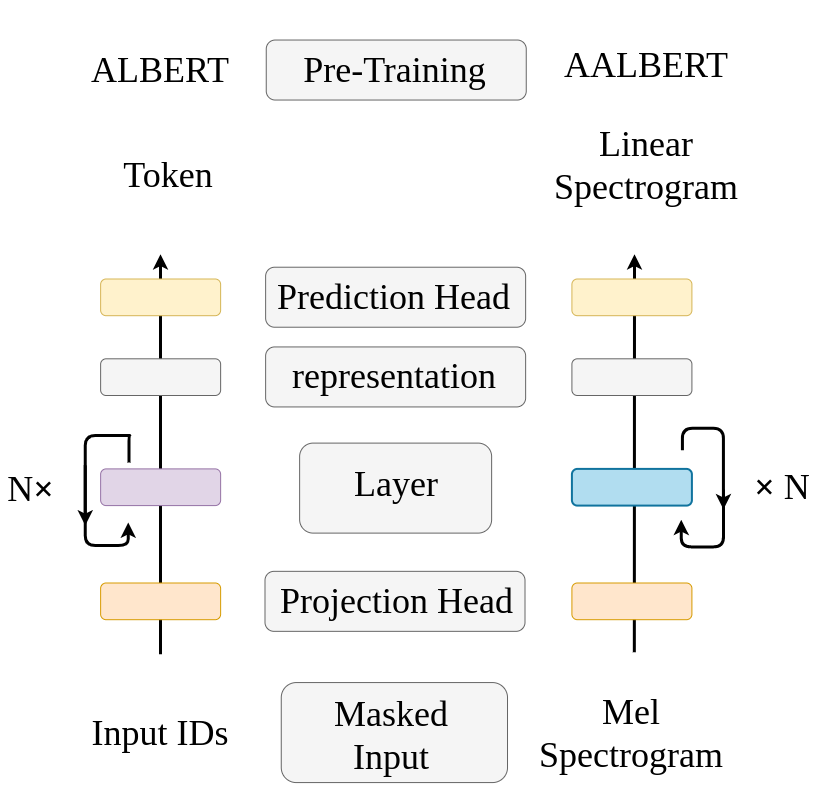 ALBERT
Pre-Training
AALBERT
Token
Linear
Spectrogram
Prediction Head
representation
N×
Layer
× N
Projection Head
Input IDs
Masked
Input
Mel
Spectrogram